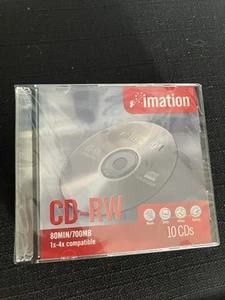 imation
CD-RW
80MIN/700MB
1x-4x compatible
10 CDs